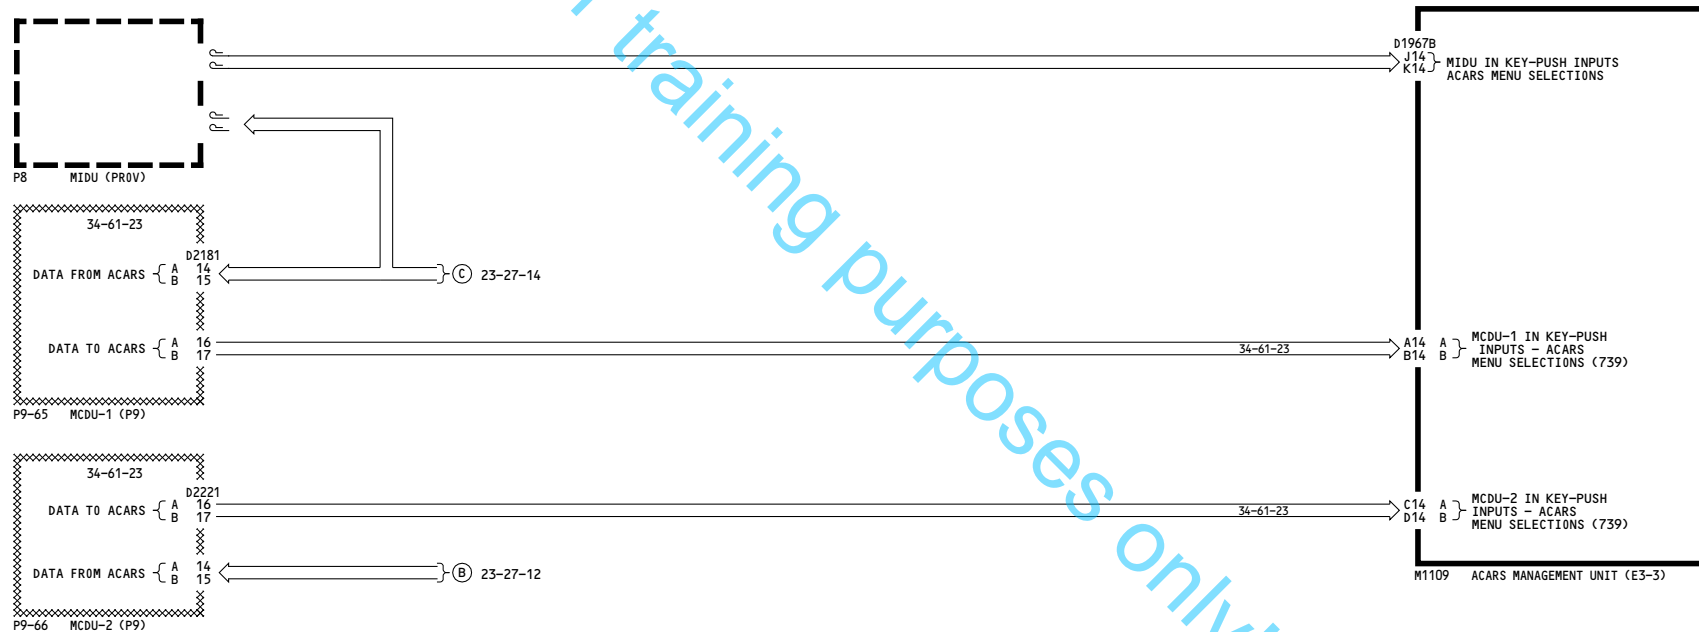 D1967B
J14
K14
MIDU IN KEY-PUSH INPUTS
ACARS MENU SELECTIONS
P8 MIDU (PROV)
34-61-23
D2181
DATA FROM ACARS A 14
B 15
C 23-27-14
DATA TO ACARS A 16
B 17
34-61-23
A14 A
B14 B
MCDU-1 IN KEY-PUSH
INPUTS - ACARS
MENU SELECTIONS (739)
P9-65 MCDU-1 (P9)
34-61-23
D2221
DATA TO ACARS A 16
B 17
34-61-23
C14 A
D14 B
MCDU-2 IN KEY-PUSH
INPUTS - ACARS
MENU SELECTIONS (739)
DATA FROM ACARS A 14
B 15
B 23-27-12
M1109 ACARS MANAGEMENT UNIT (E3-3)
P9-66 MCDU-2 (P9)
training purposes only